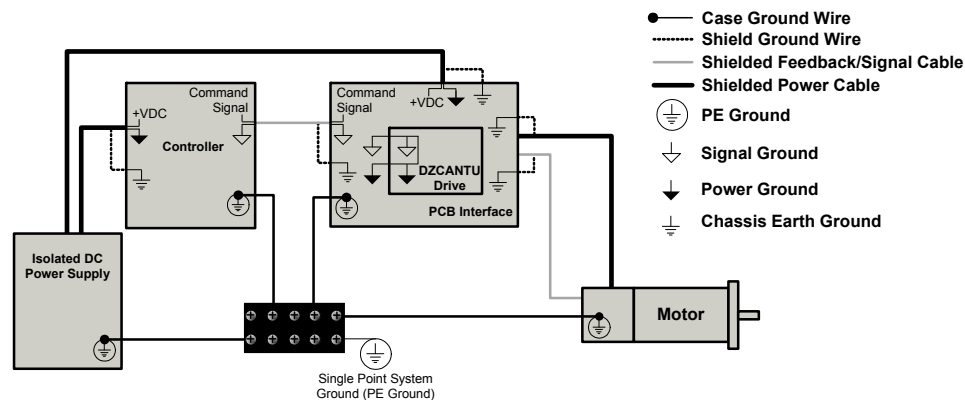 Case Ground Wire
Shield Ground Wire
Shielded Feedback/Signal Cable
Shielded Power Cable
PE Ground
Signal Ground
Power Ground
Chassis Earth Ground
+VDC
Command
Signal
Controller
Command
Signal
+VDC
DZCANTU
Drive
PCB Interface
Isolated DC
Power Supply
Motor
Single Point System
Ground (PE Ground)